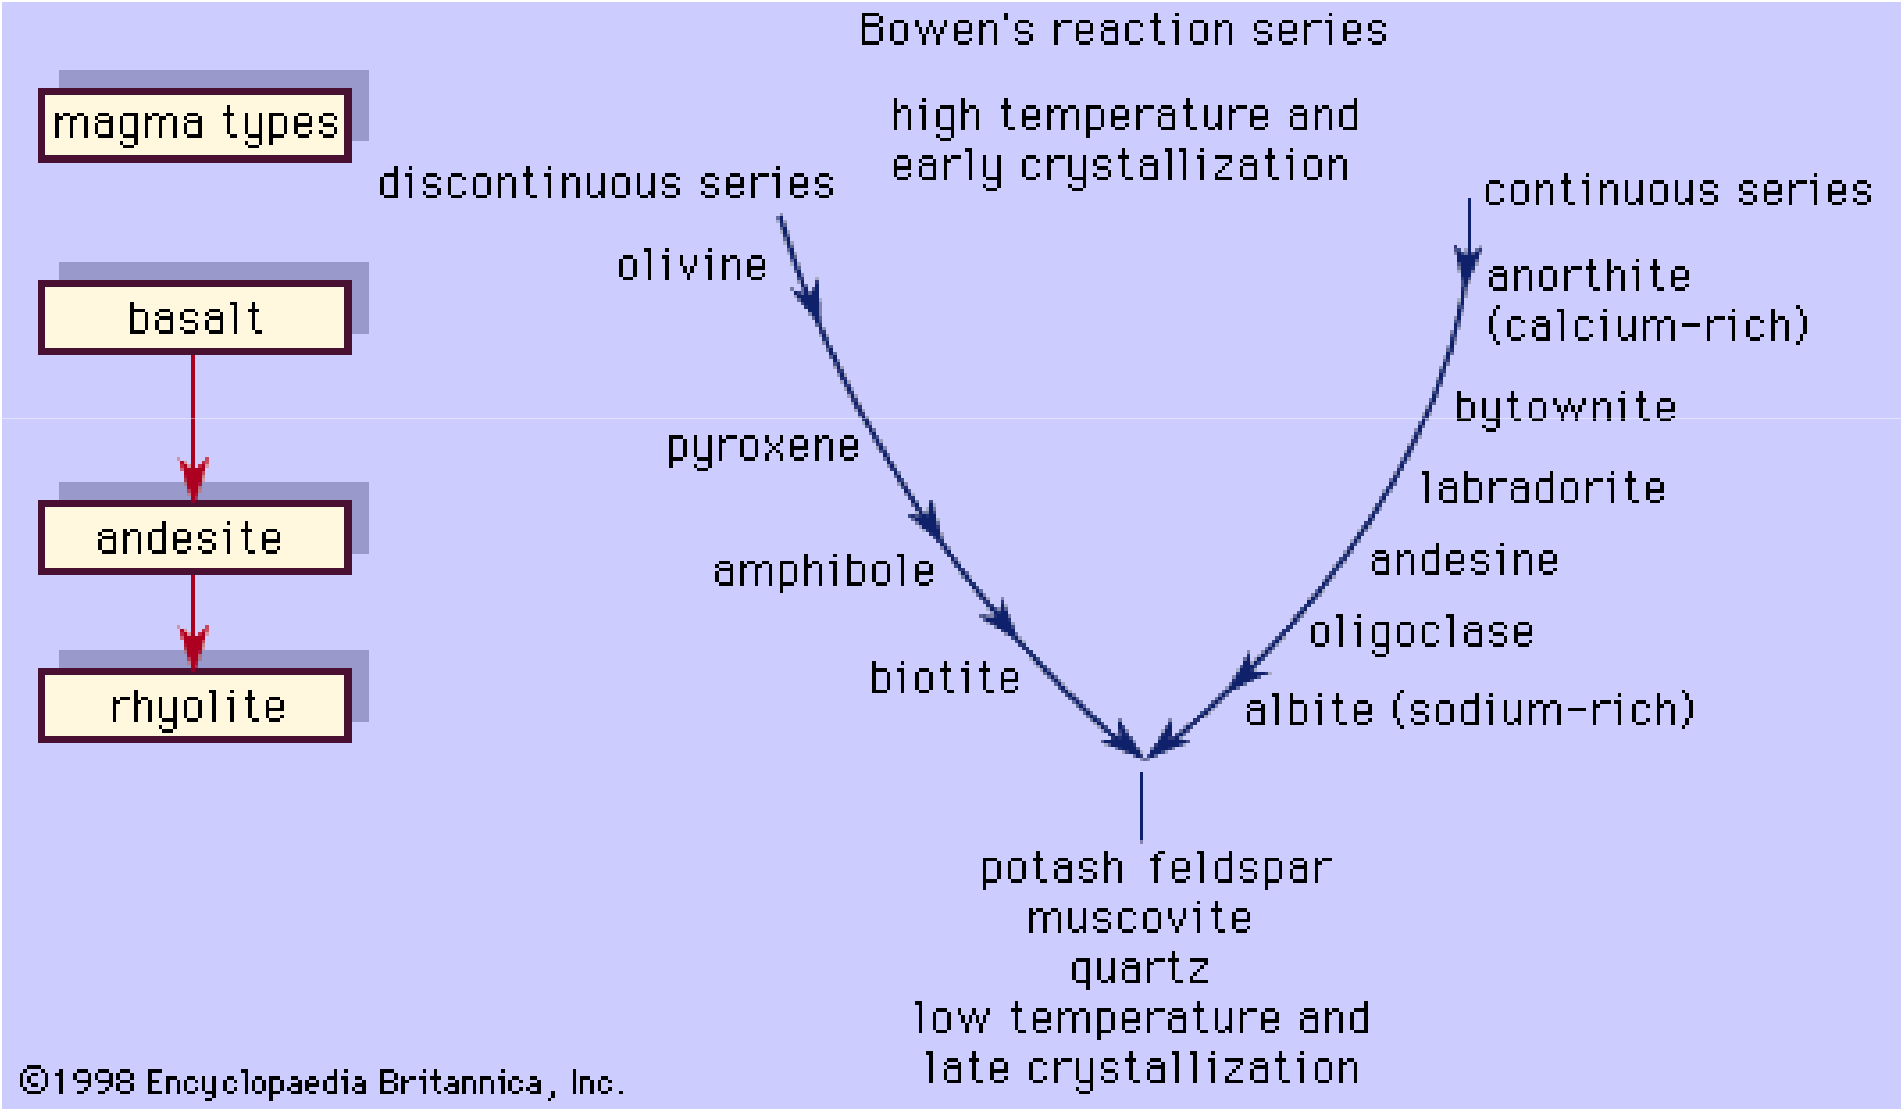 Bowen's reaction series
magma types
high temperature and
early crystallization
discontinuous series
continuous series
olivine
anorthite
(calcium-rich)
basalt
bytownite
pyroxene
labradorite
andesite
andesine
amphibole
oligoclase
biotite
rhyolite
albite (sodium-rich)
potash feldspar
muscovite
quartz
low temperature and
late crystallization
©1998 Encyclopaedia Britannica, Inc.